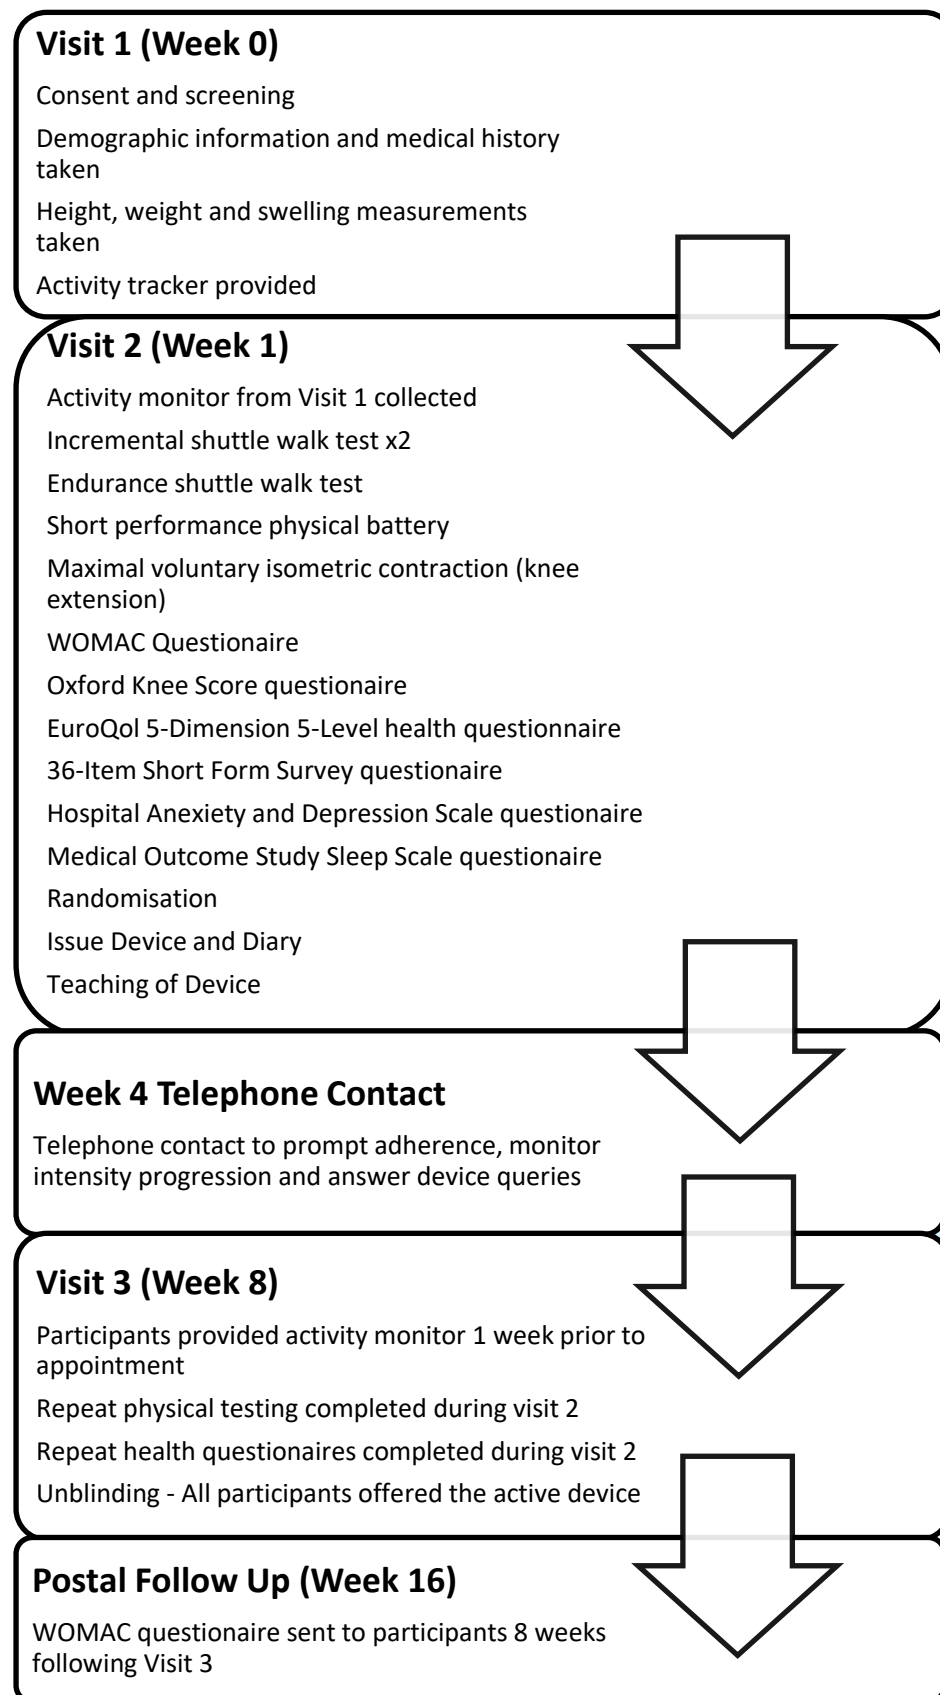 Visit 1 (Week 0)
Consent and screening
Demographic information and medical history
taken
Height, weight and swelling measurements
taken
Activity tracker provided
Visit 2 (Week 1)
Activity monitor from Visit 1 collected
Incremental shuttle walk test x2
Endurance shuttle walk test
Short performance physical battery
Maximal voluntary isometric contraction (knee
extension)
WOMAC Questionaire
Oxford Knee Score questionaire
EuroQol 5-Dimension 5-Level health questionnaire
36-Item Short Form Survey questionaire
Hospital Anexiety and Depression Scale questionaire
Medical Outcome Study Sleep Scale questionaire
Randomisation
Issue Device and Diary
Teaching of Device
Week 4 Telephone Contact
Telephone contact to prompt adherence, monitor
intensity progression and answer device queries
Visit 3 (Week 8)
Participants provided activity monitor 1 week prior to
appointment
Repeat physical testing completed during visit 2
Repeat health questionaires completed during visit 2
Unblinding - All participants offered the active device
Postal Follow Up (Week 16)
WOMAC questionaire sent to participants 8 weeks
following Visit 3